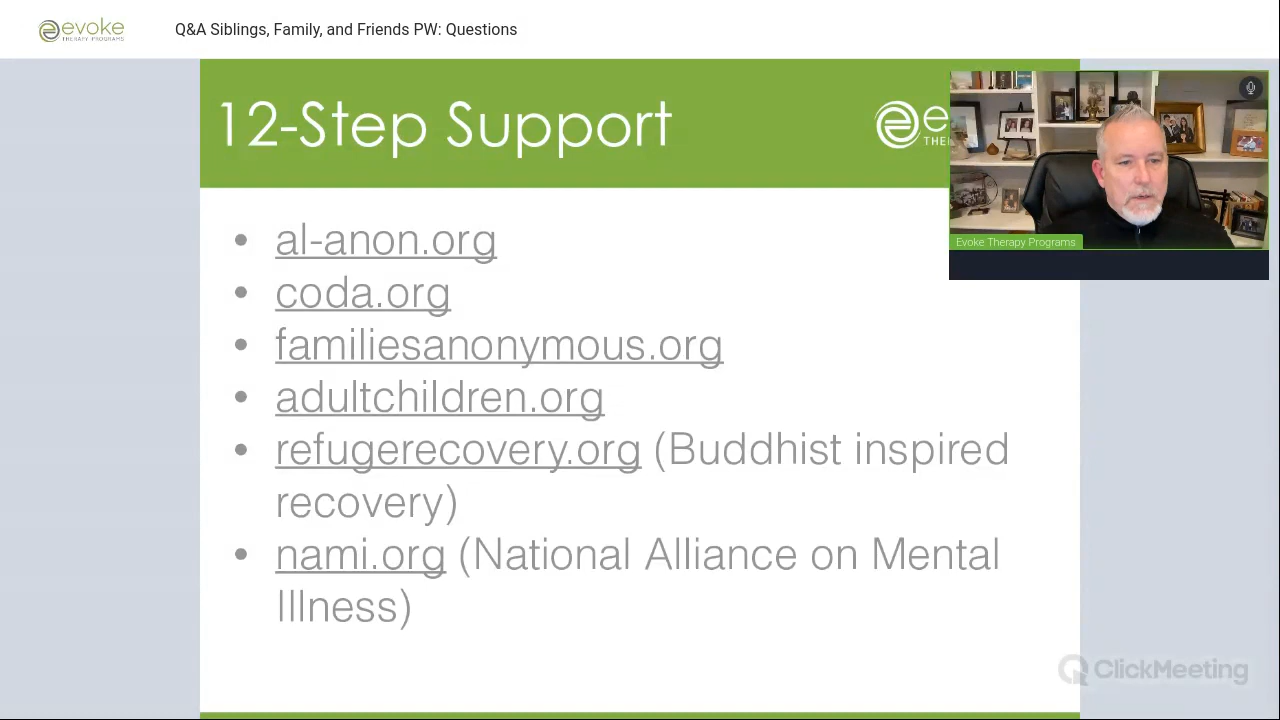 evoke
THERAPY PROGRAMS
Q&A Siblings, Family, and Friends PW: Questions
12-Step Support
e
THE
Evoke Therapy Programs
• al-anon.org
• coda.org
• familiesanonymous.org
• adultchildren.org
• refugerecovery.org (Buddhist inspired
recovery)
• nami.org (National Alliance on Mental
Illness)
ClickMeeting